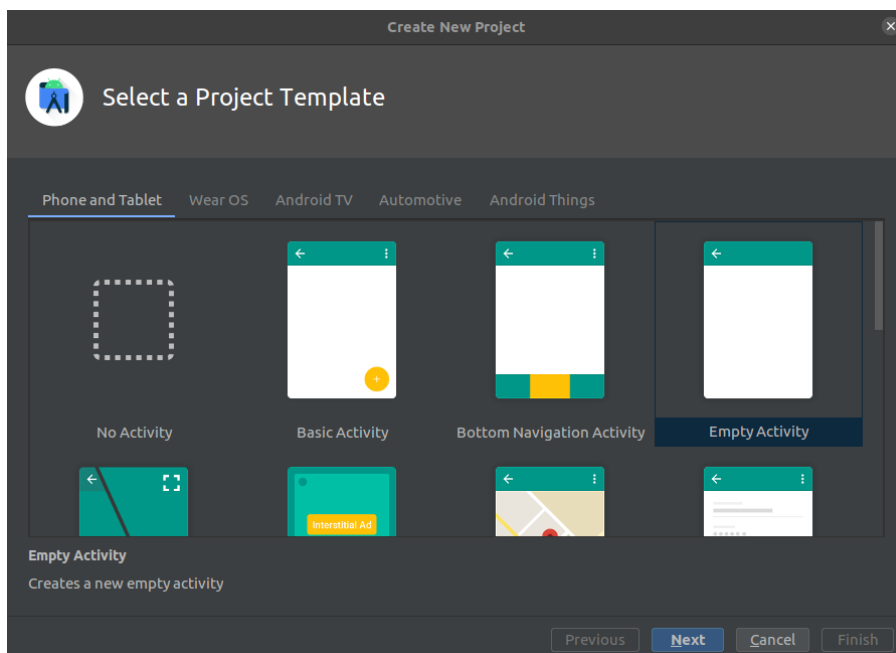 Create New Project
Select a Project Template
Phone and Tablet Wear OS Android TV Automotive Android Things
No Activity Basic Activity Bottom Navigation Activity Empty Activity
Interstitial Ad
Empty Activity
Creates a new empty activity
Previous Next Cancel Finish